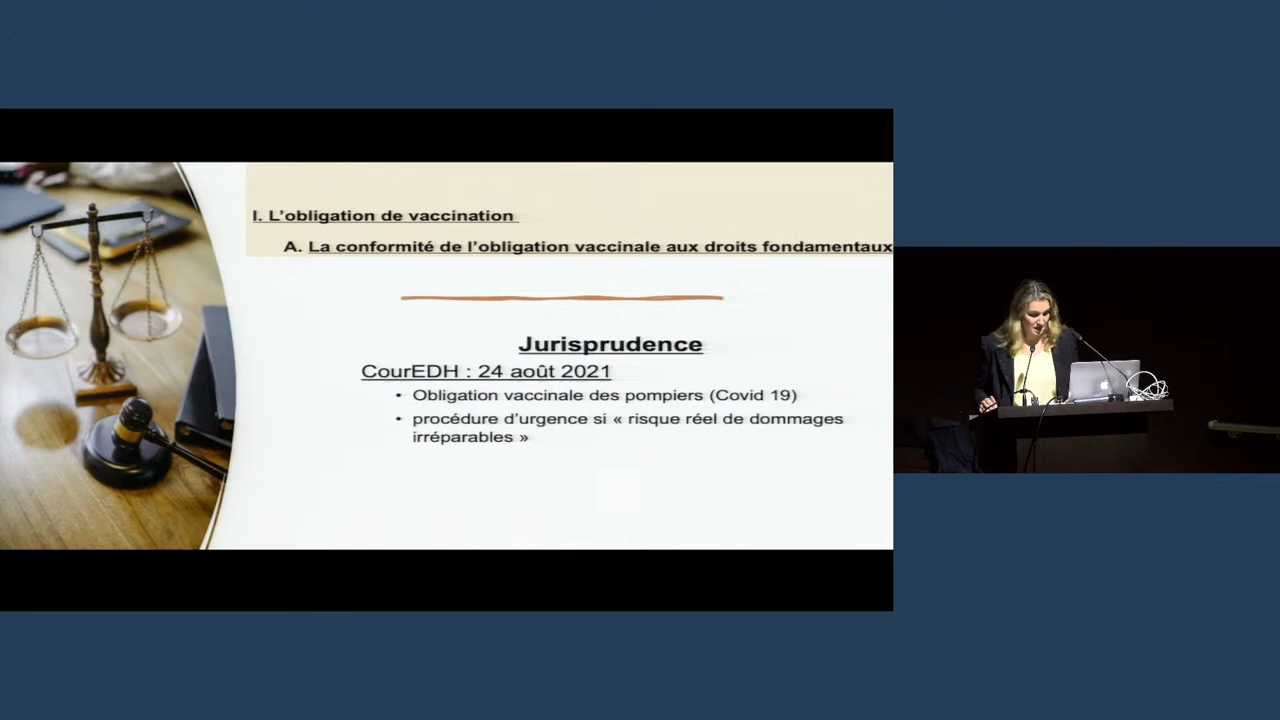 I. L'obligation de vaccination
A. La conformité de l'obligation vaccinale aux droits fondamentaux
Jurisprudence
CourEDH : 24 août 2021
• Obligation vaccinale des pompiers (Covid 19)
• procédure d'urgence si « risque réel de dommages
irréparables »